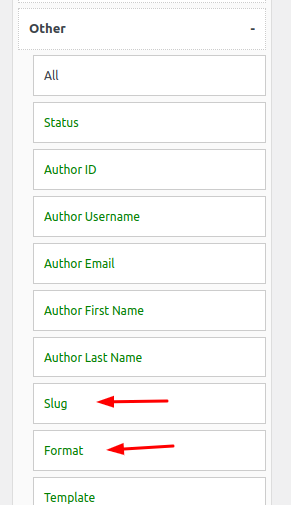 Other -
All
Status
Author ID
Author Username
Author Email
Author First Name
Author Last Name
Slug
Format
Template